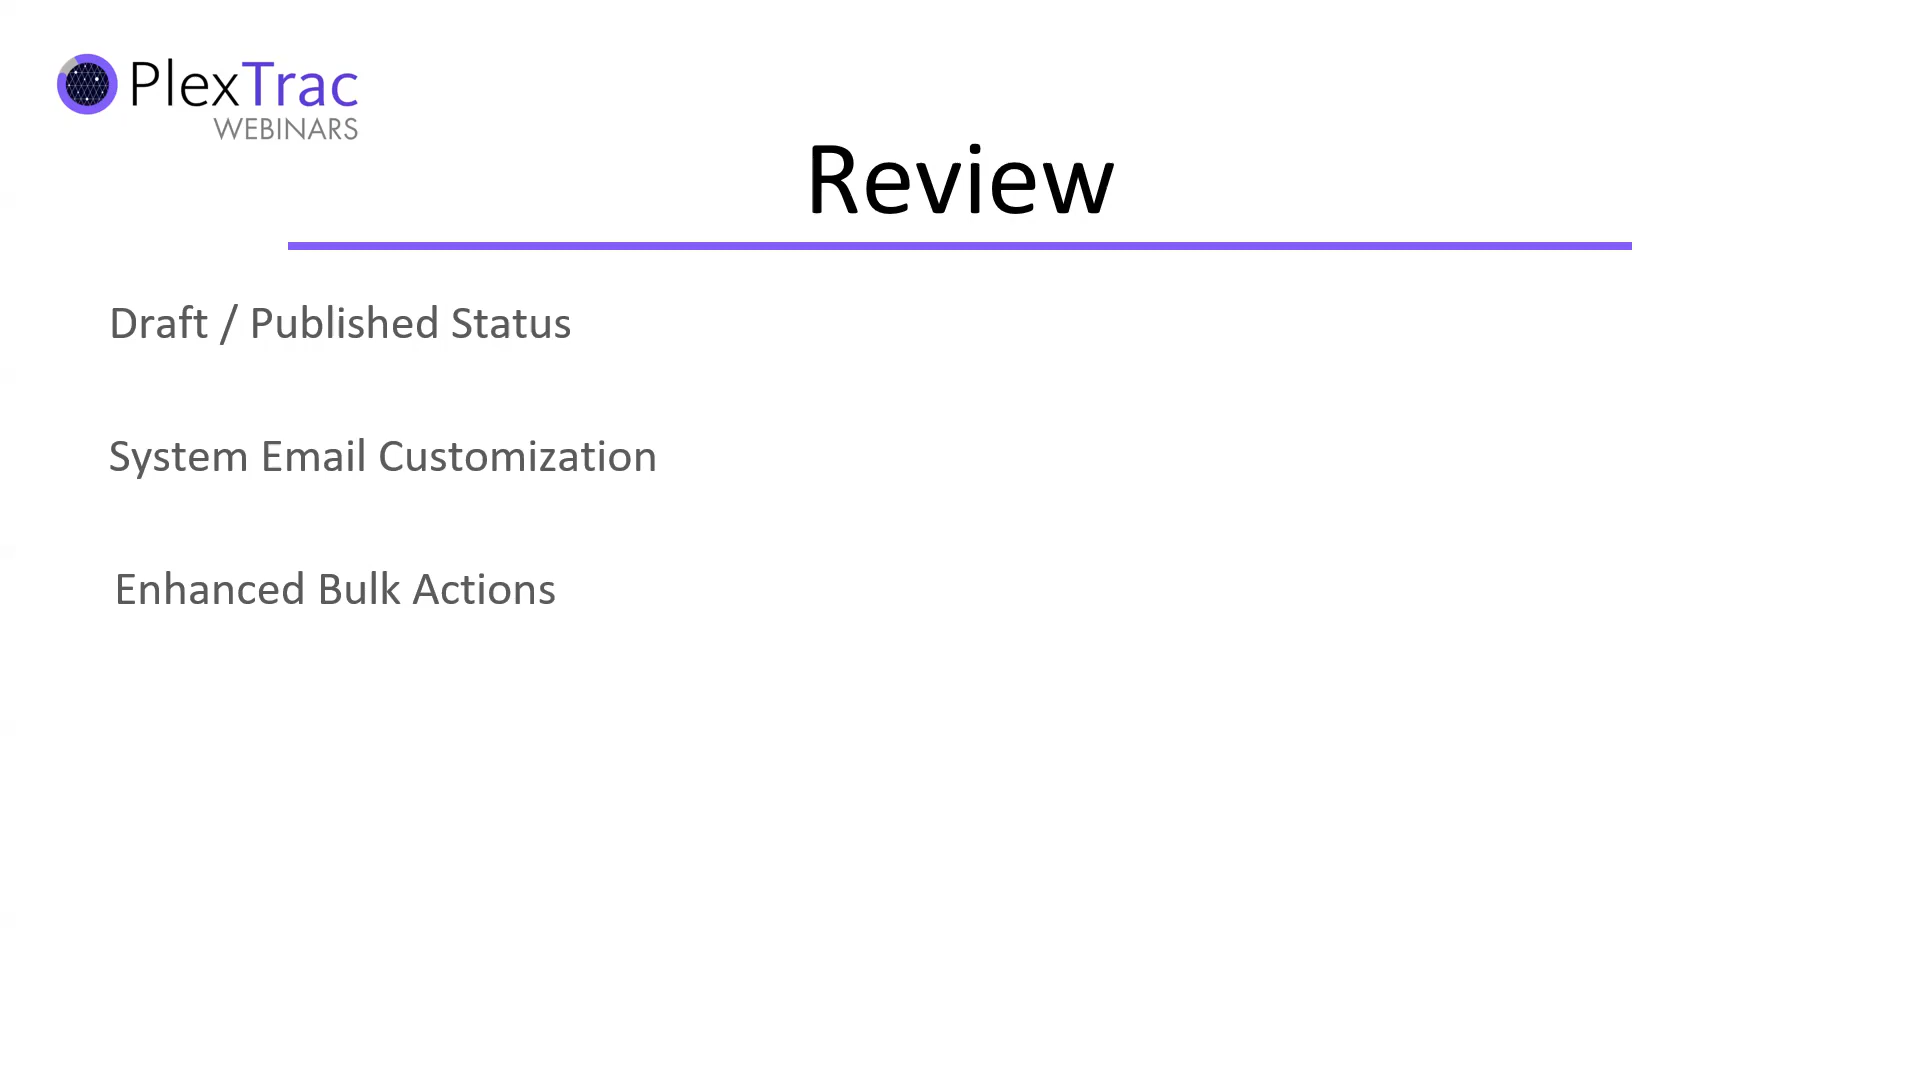 PlexTrac
WEBINARS
Review
Draft / Published Status
System Email Customization
Enhanced Bulk Actions